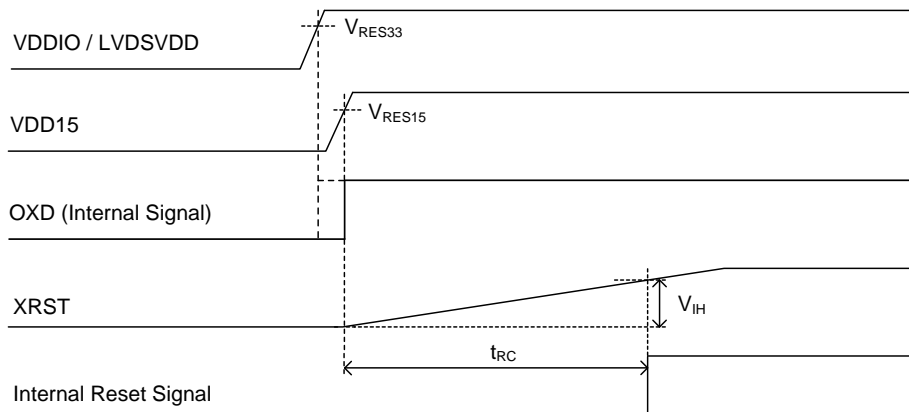 VDDIO / LVDSVDD
VRES33
VDD15
VRES15
OXD (Internal Signal)
XRST
VIH
tRC
Internal Reset Signal